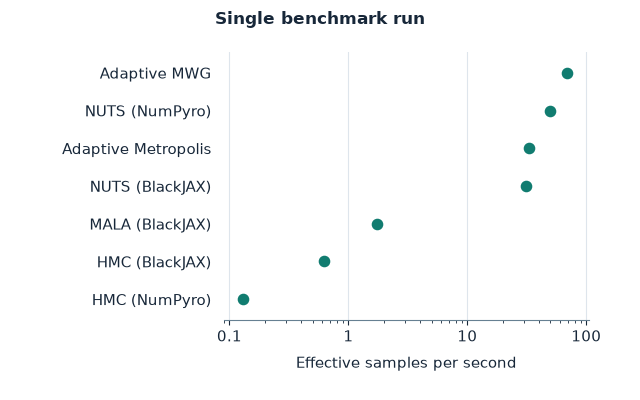 Single benchmark run
Adaptive MWG
NUTS (NumPyro)
Adaptive Metropolis
NUTS (BlackJAX)
MALA (BlackJAX)
HMC (BlackJAX)
HMC (NumPyro)
0.1 1 10 100
Effective samples per second